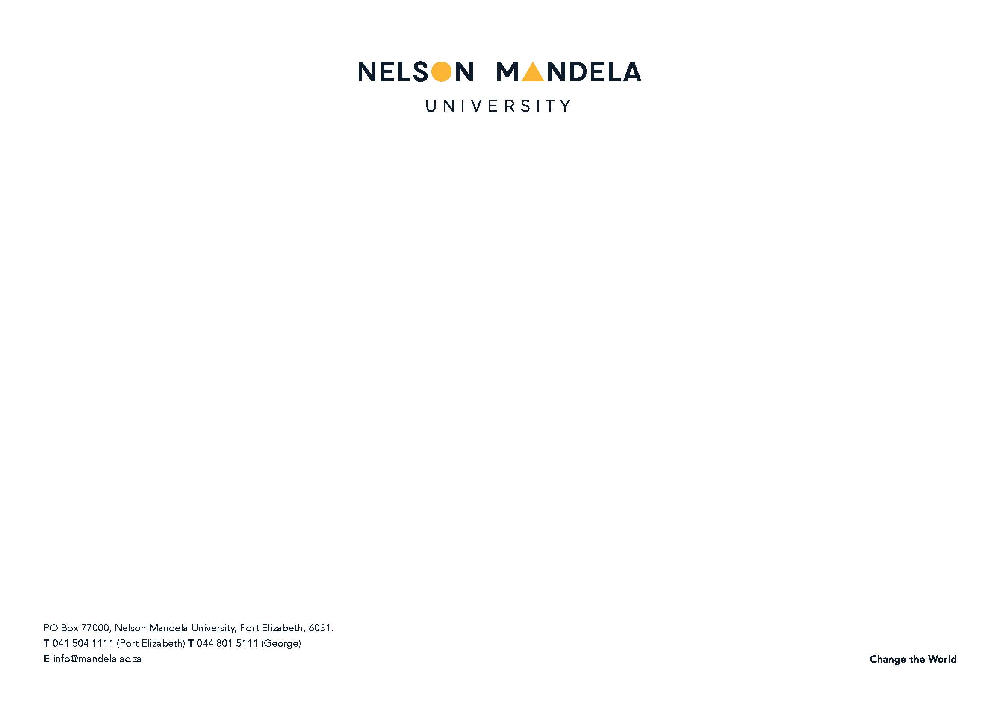 NELSON MANDELA
UNIVERSITY
PO Box 77000, Nelson Mandela University, Port Elizabeth, 6031.
T 041 504 1111 (Port Elizabeth) T 044 801 5111 (George)
E info@mandela.ac.za
Change the World